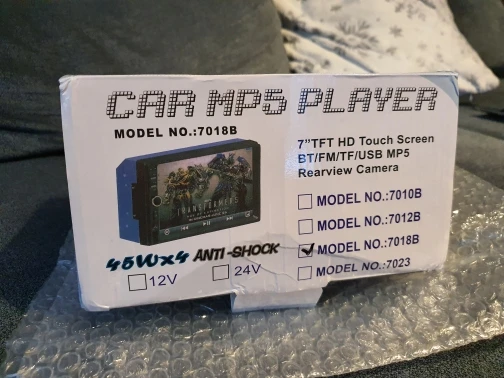 CAR MP5 PLAYER
MODEL NO.:7018B
7"TFT HD Touch Screen
BT/FM/TF/USB MP5
Rearview Camera
TRANSFORMERS
MODEL NO.:7010B
MODEL NO.:7012B
MODEL NO.:7018B
MODEL NO.:7023
45Wx4 ANTI-SHOCK
12V
24V